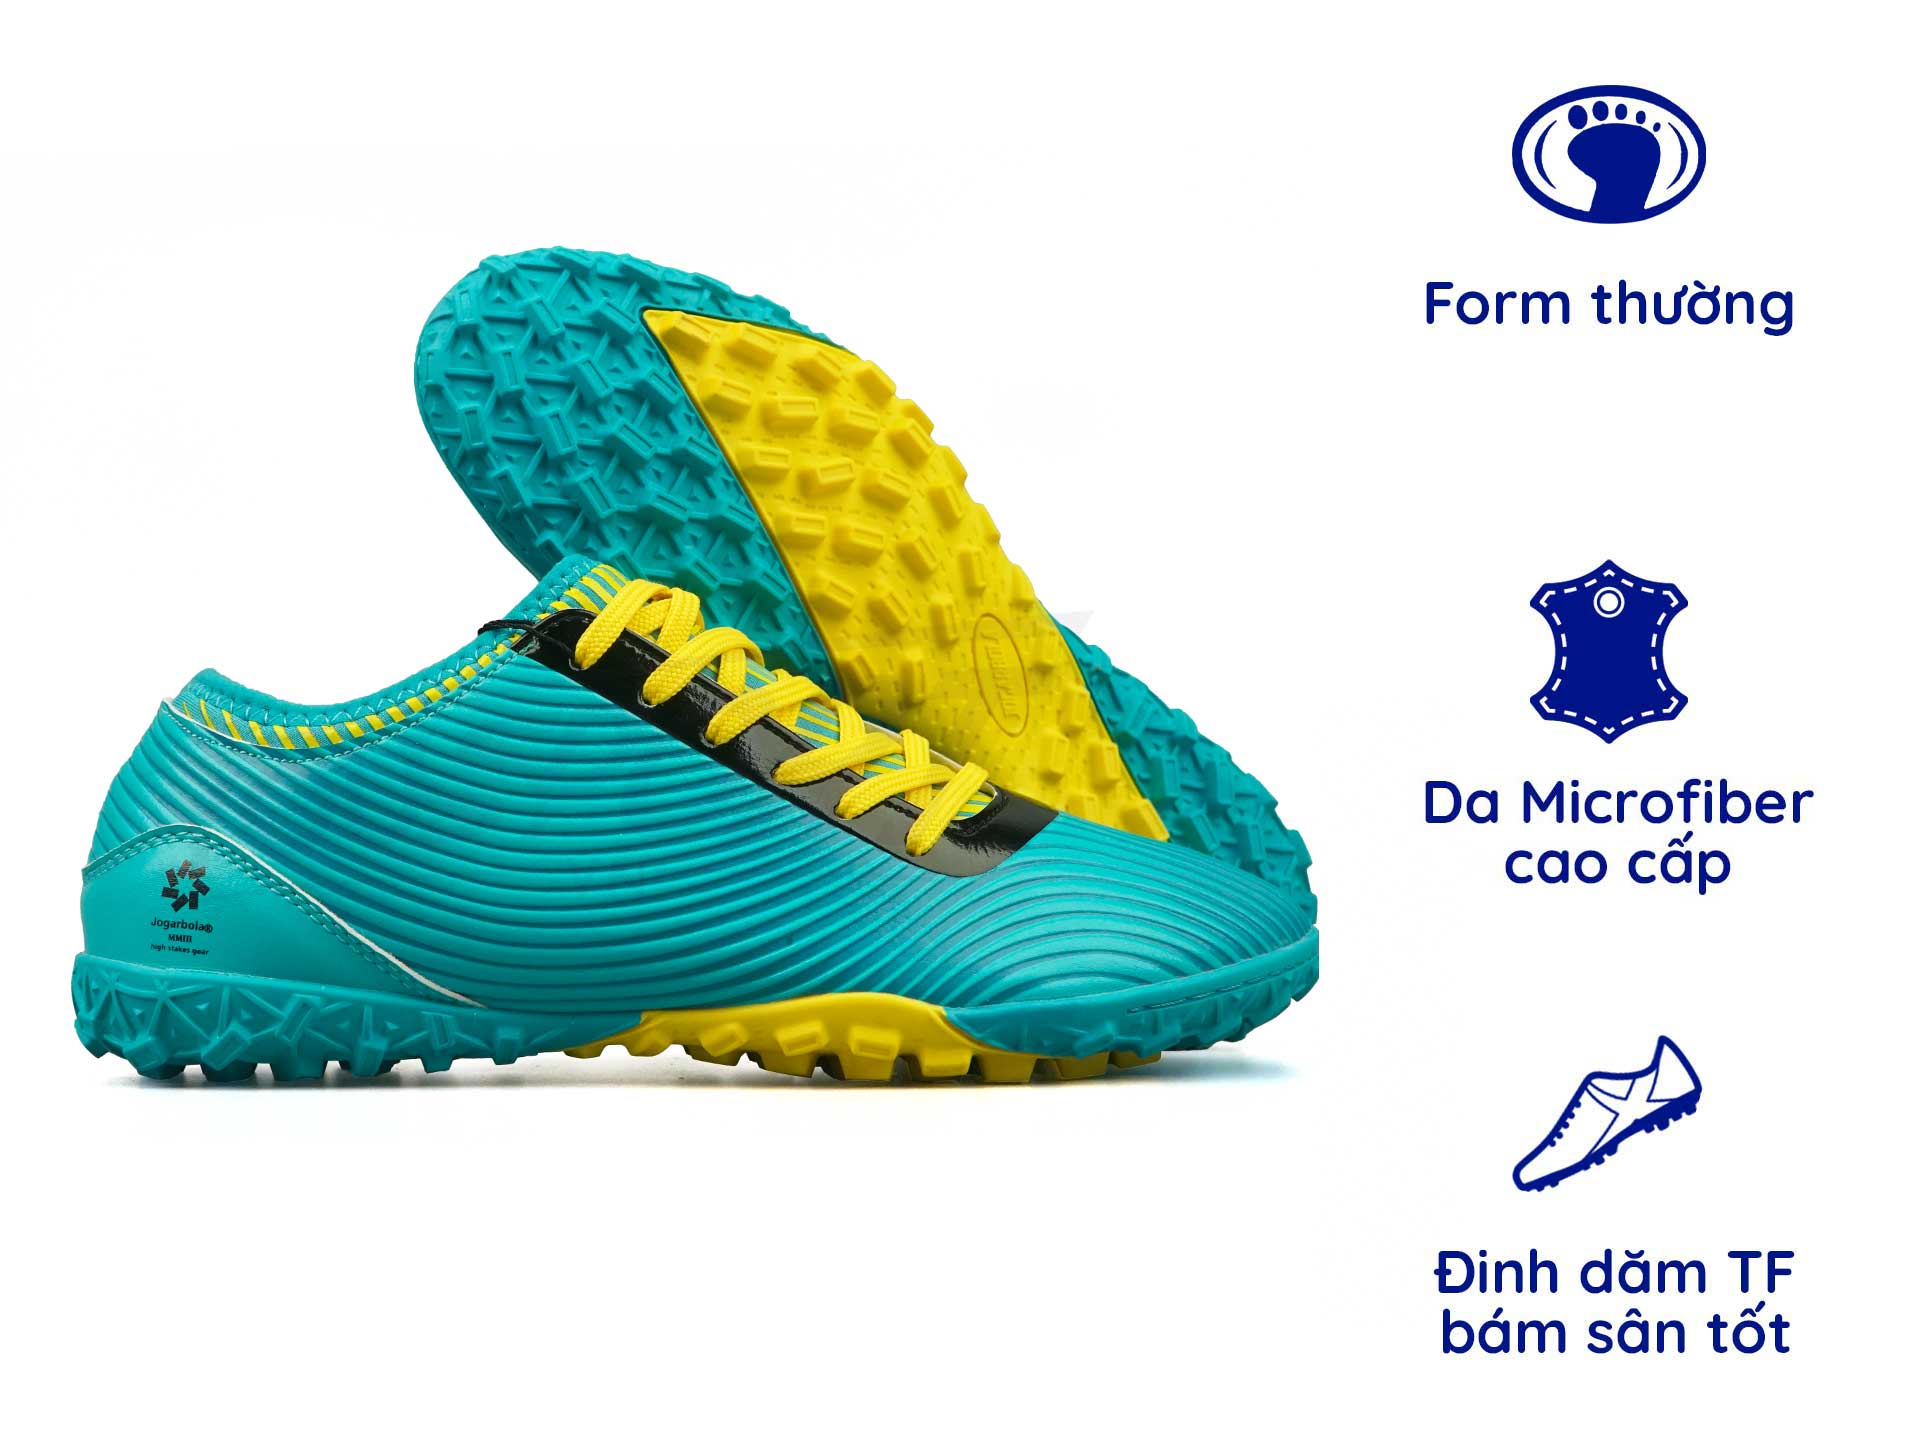 Form thường
Da Microfiber
cao cấp
Đinh dăm TF
bám sân tốt
Jogarbola®
MMIII
high stakes gear